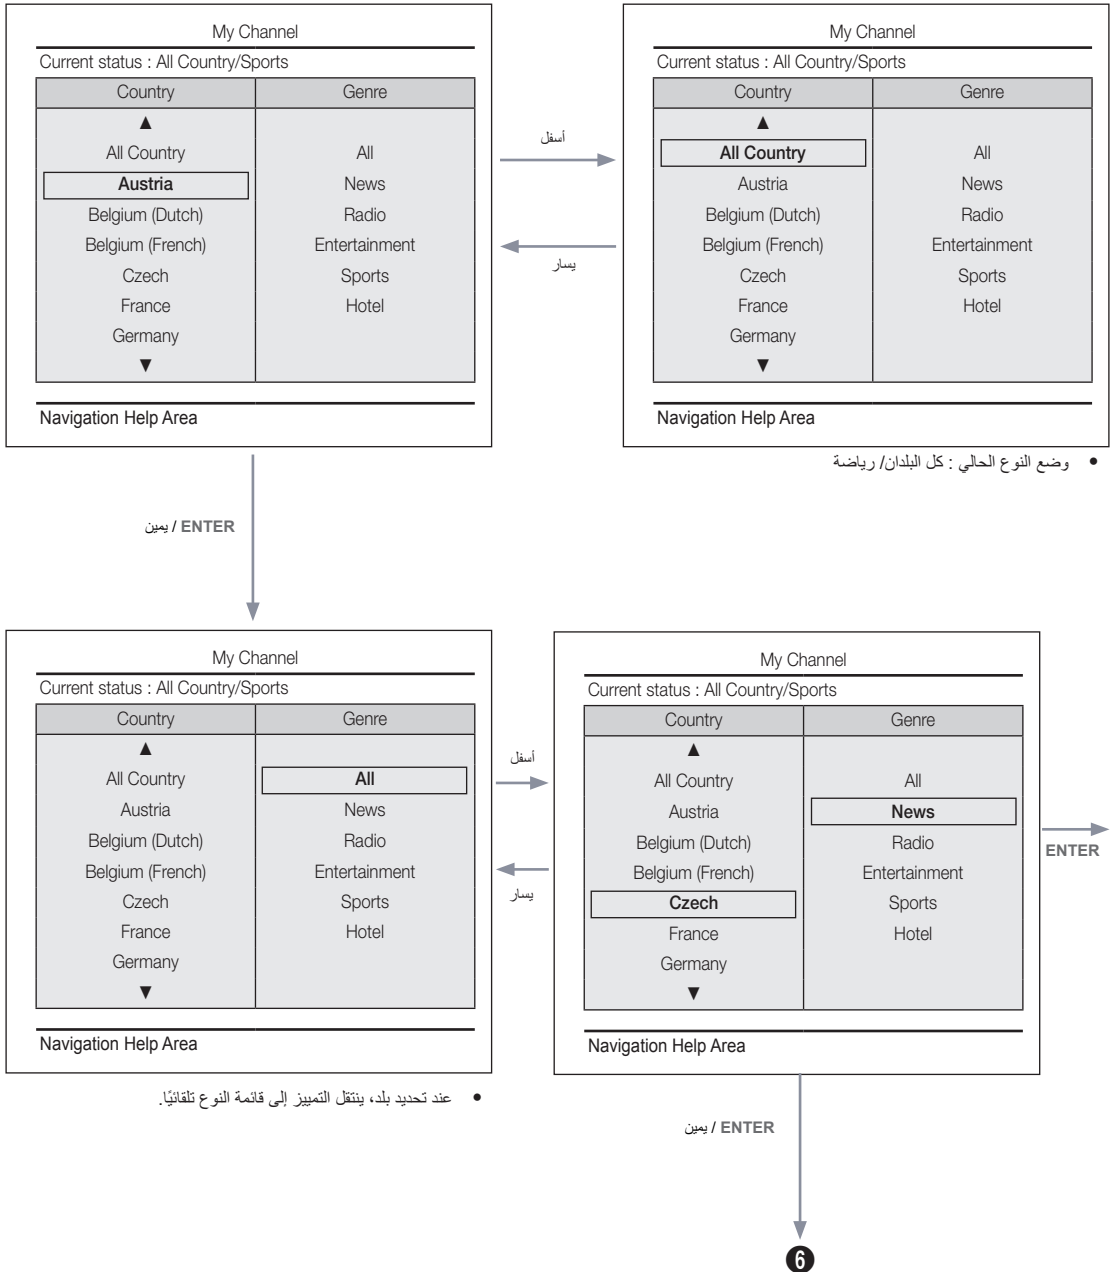 My Channel
Current status : All Country/Sports
Country Genre
▲
All Country All
Austria News
Belgium (Dutch) Radio
Belgium (French) Entertainment
Czech Sports
France Hotel
Germany
▼
Navigation Help Area
أسفل
يسار
My Channel
Current status : All Country/Sports
Country Genre
▲
All Country All
Austria News
Belgium (Dutch) Radio
Belgium (French) Entertainment
Czech Sports
France Hotel
Germany
▼
Navigation Help Area
• وضع النوع الحالي : كل البلدان/ رياضة
ENTER / يمين
My Channel
Current status : All Country/Sports
Country Genre
▲
All Country All
Austria News
Belgium (Dutch) Radio
Belgium (French) Entertainment
Czech Sports
France Hotel
Germany
▼
Navigation Help Area
• عند تحديد بلد، ينتقل التمييز إلى قائمة النوع تلقائيًا.
أسفل
يسار
My Channel
Current status : All Country/Sports
Country Genre
▲
All Country All
Austria News
Belgium (Dutch) Radio
Belgium (French) Entertainment
Czech Sports
France Hotel
Germany
▼
Navigation Help Area
ENTER
ENTER / يمين
❻